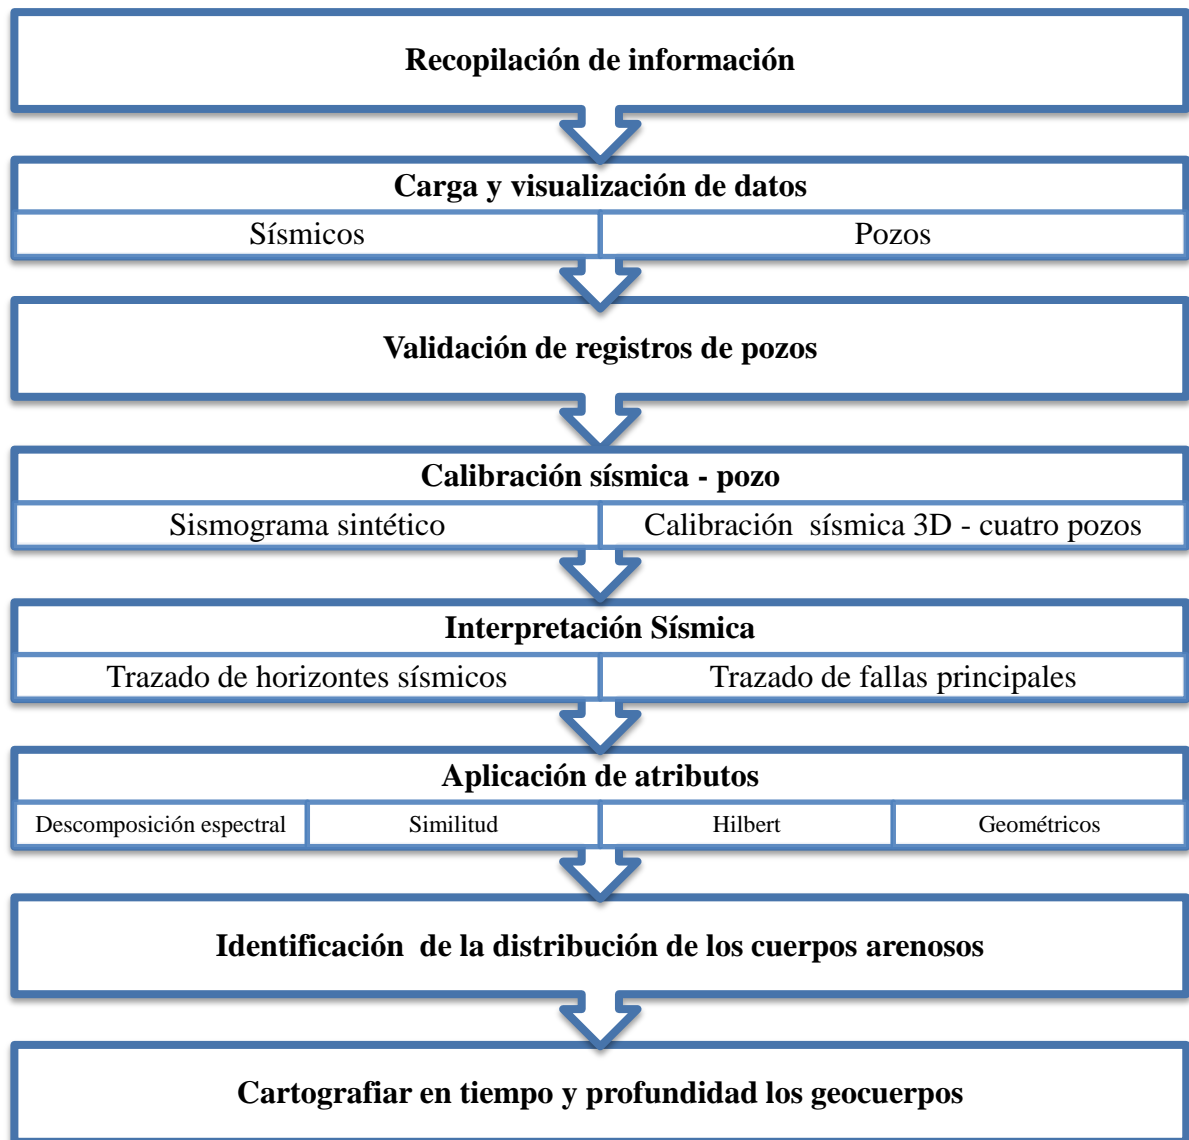 Recopilación de información
Carga y visualización de datos
Sísmicos
Pozos
Validación de registros de pozos
Calibración sísmica - pozo
Sismograma sintético
Calibración  sísmica 3D - cuatro pozos
Interpretación Sísmica
Trazado de horizontes sísmicos
Trazado de fallas principales
Aplicación de atributos
Descomposición espectral
Similitud
Hilbert
Geométricos
Identificación  de la distribución de los cuerpos arenosos
Cartografiar en tiempo y profundidad los geocuerpos